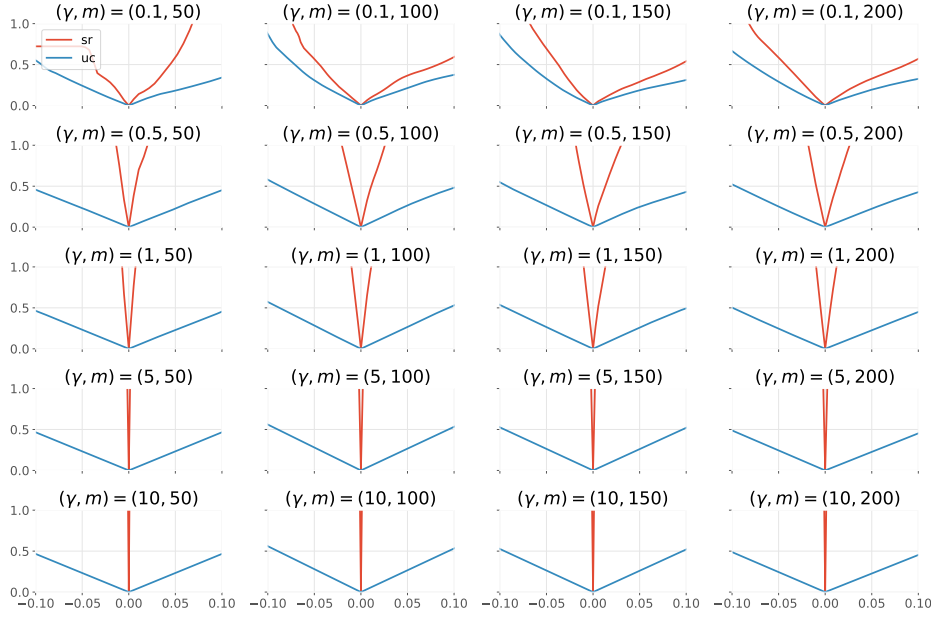 (γ, m) = (0.1, 50) (γ, m) = (0.1, 100) (γ, m) = (0.1, 150) (γ, m) = (0.1, 200)
1.0
sr
uc
0.5
0.0
(γ, m) = (0.5, 50) (γ, m) = (0.5, 100) (γ, m) = (0.5, 150) (γ, m) = (0.5, 200)
1.0
0.5
0.0
(γ, m) = (1, 50) (γ, m) = (1, 100) (γ, m) = (1, 150) (γ, m) = (1, 200)
1.0
0.5
0.0
(γ, m) = (5, 50) (γ, m) = (5, 100) (γ, m) = (5, 150) (γ, m) = (5, 200)
1.0
0.5
0.0
(γ, m) = (10, 50) (γ, m) = (10, 100) (γ, m) = (10, 150) (γ, m) = (10, 200)
1.0
0.5
0.0
−0.10 −0.05 0.00 0.05 0.10 −0.10 −0.05 0.00 0.05 0.10 −0.10 −0.05 0.00 0.05 0.10 −0.10 −0.05 0.00 0.05 0.10